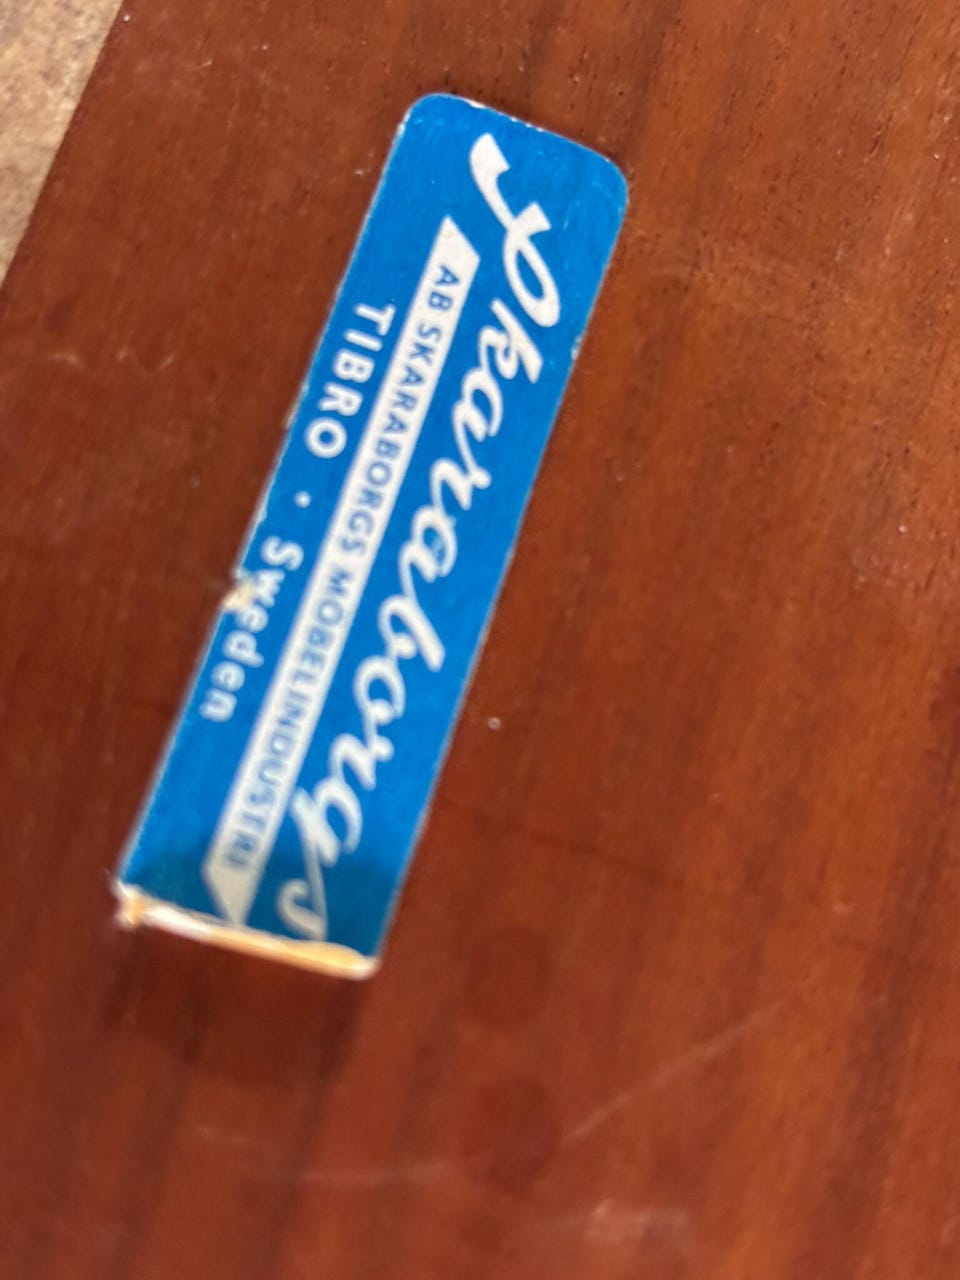 Skaraborgs
AB SKARABORGS MÖBELINDUSTRI
TIBRO · Sweden